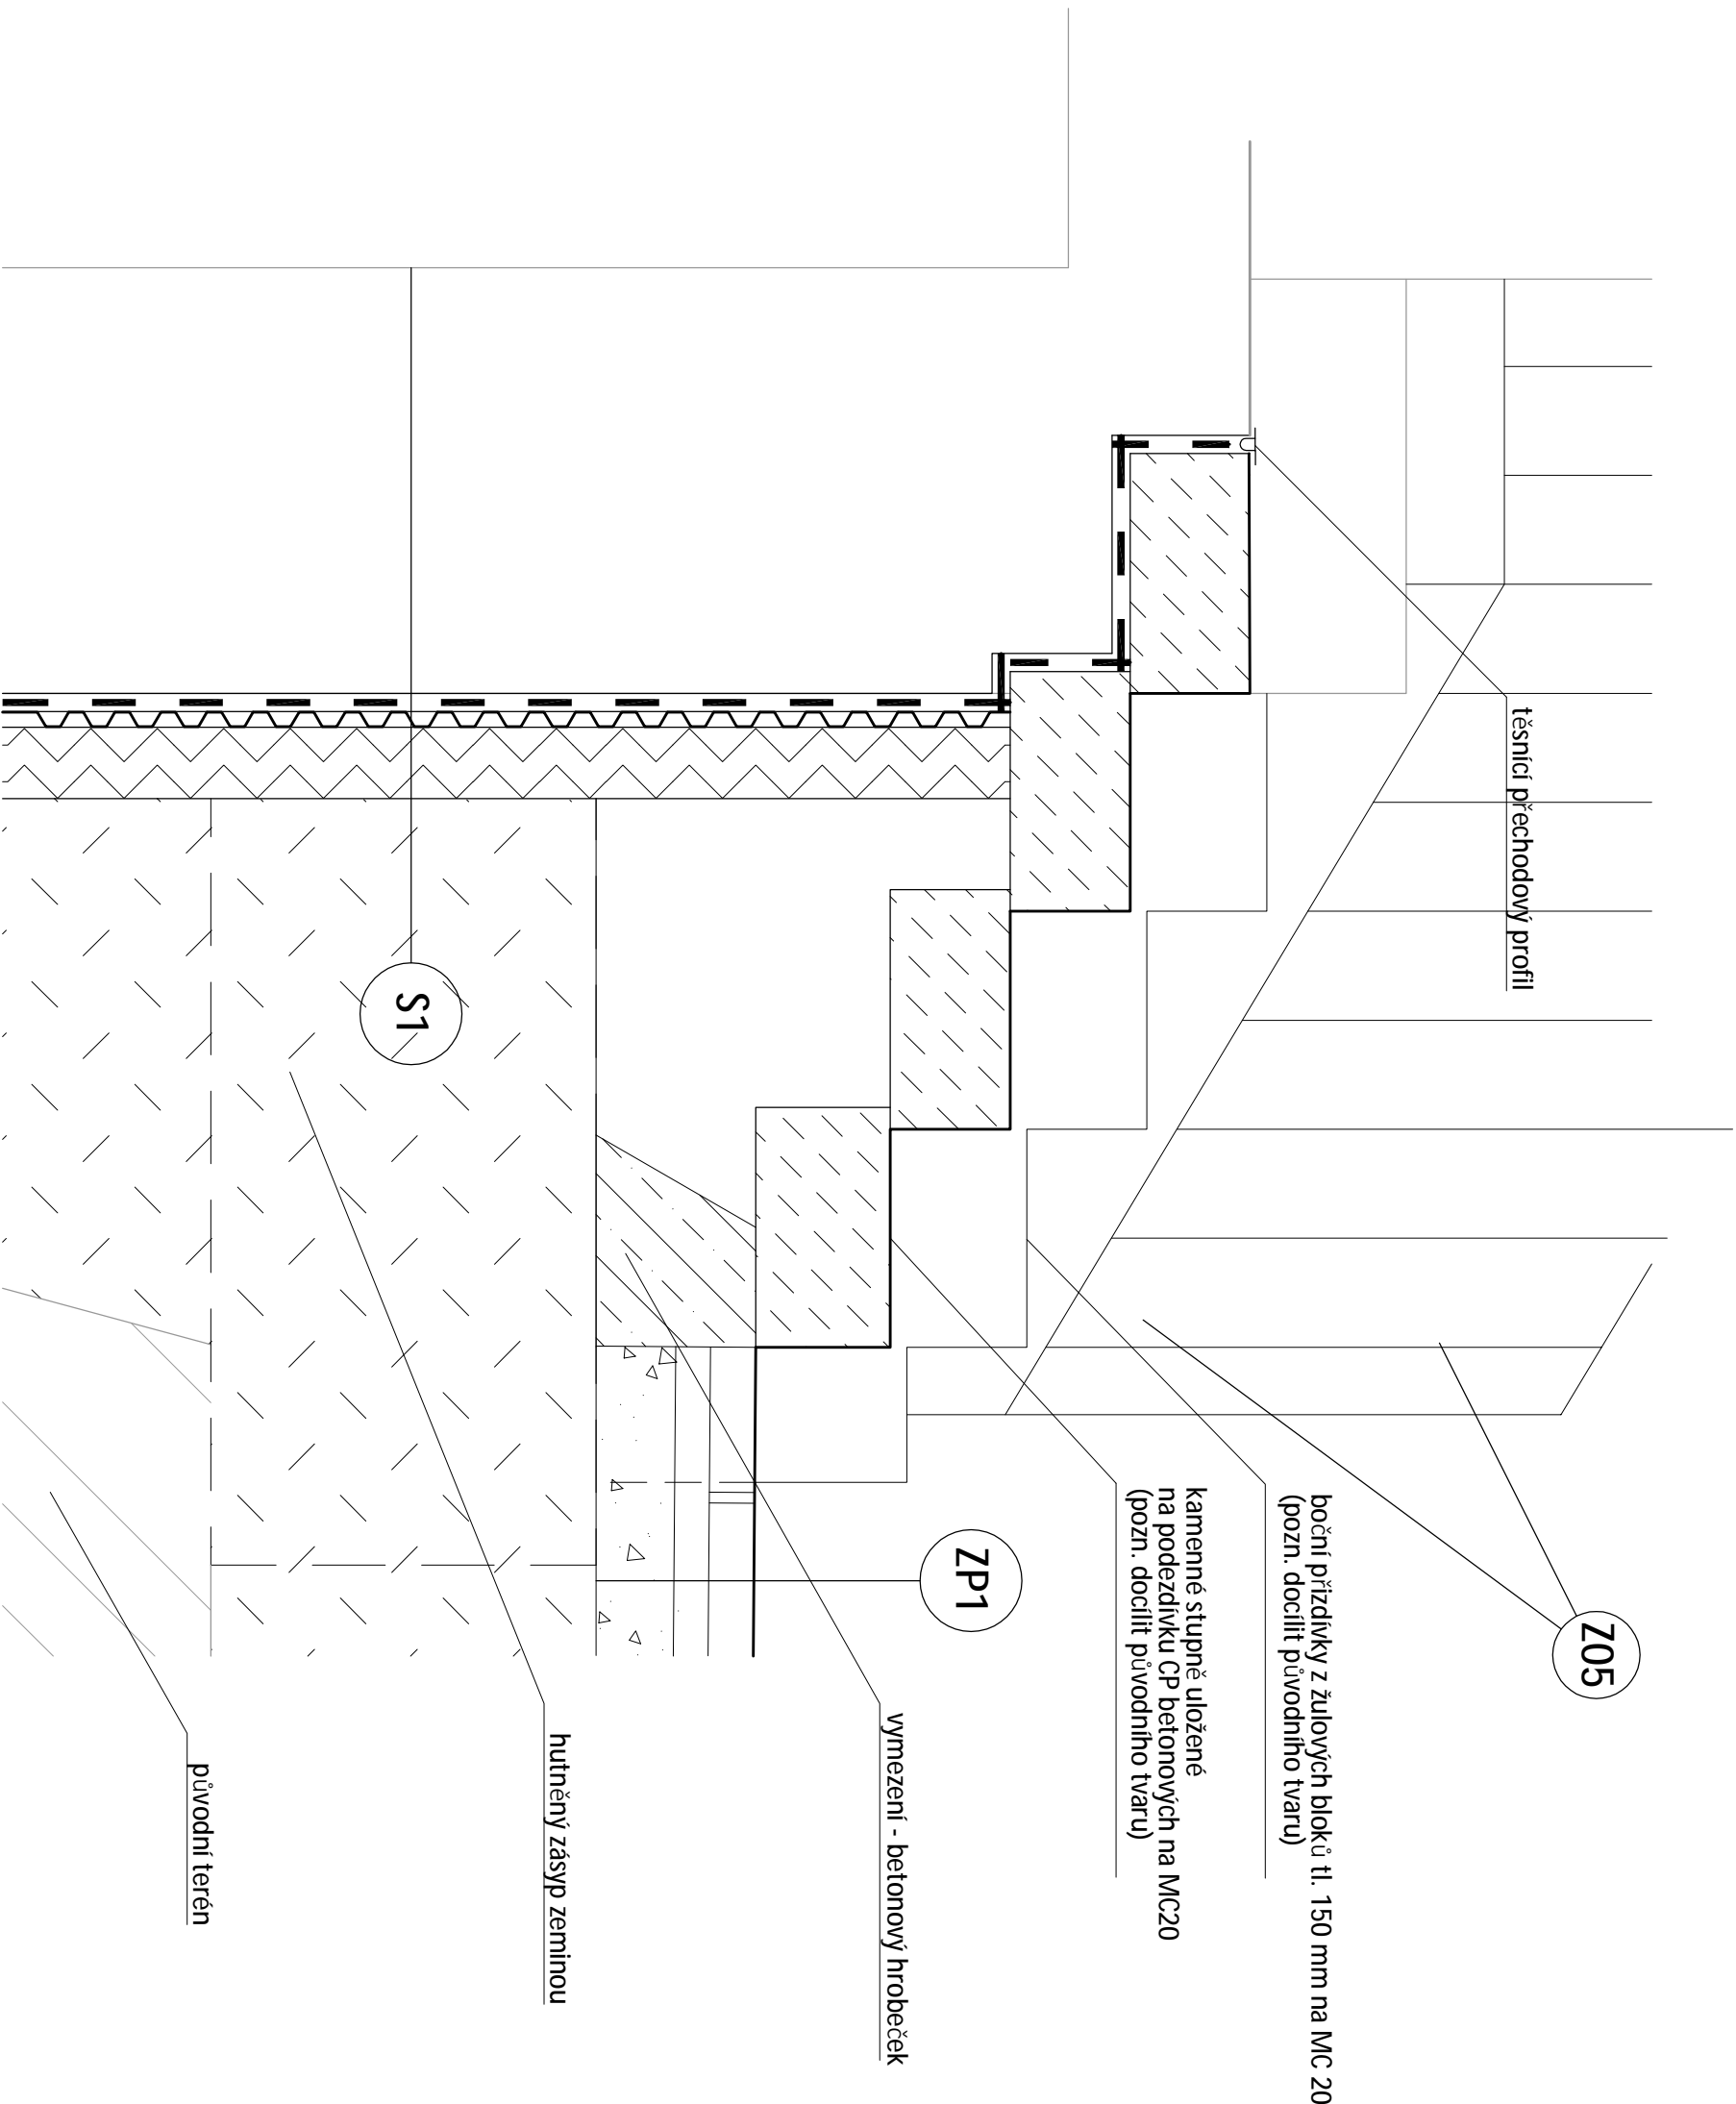 těsnící přechodový profil
Z05
boční přizdívky z žulových bloků tl. 150 mm na MC 20
(pozn. docílit původního tvaru)
kamenné stupně uložené
na podezdívku CP betonových na MC20
(pozn. docílit původního tvaru)
ZP1
vymezení - betonový hrobeček
hutněný zásyp zeminou
S1
původní terén